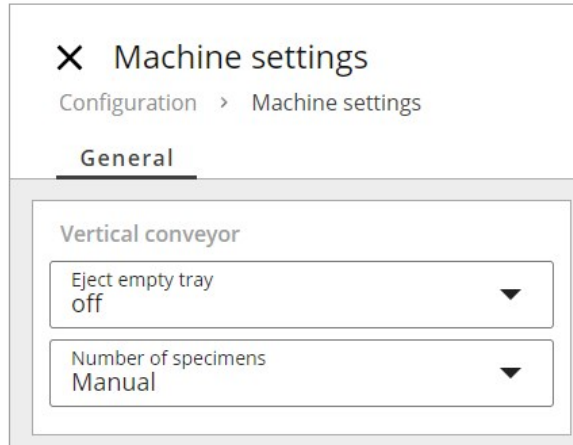 Machine settings
Configuration > Machine settings
General
Vertical conveyor
Eject empty tray
off
Number of specimens
Manual